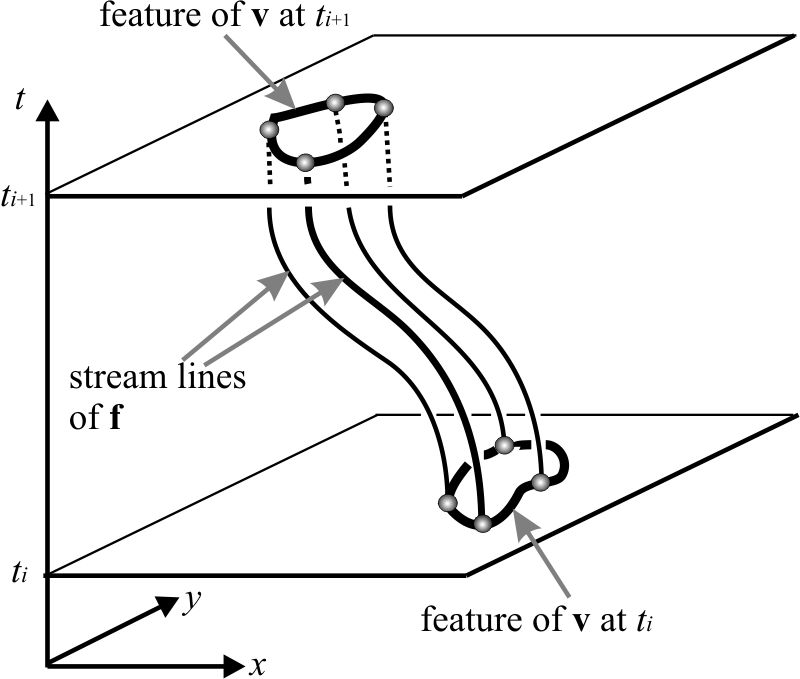 feature of v at ti+1
t
ti+1
stream lines
of f
ti
y
feature of v at ti
x